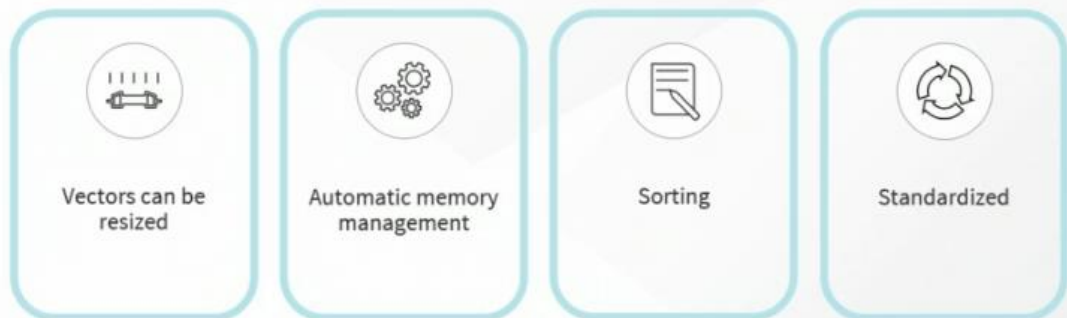 Vectors can be
resized
Automatic memory
management
Sorting
Standardized